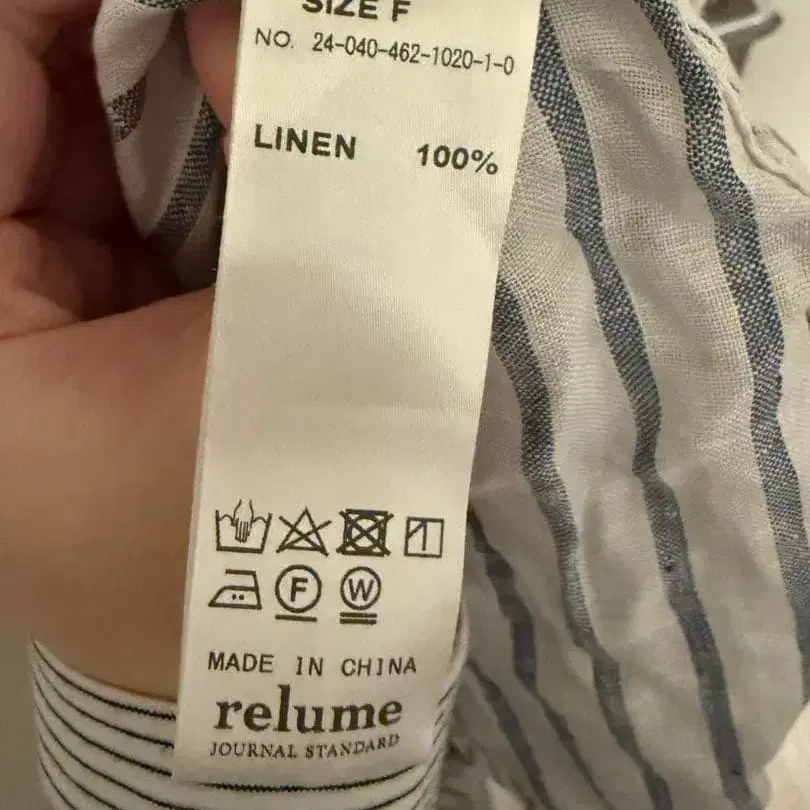 SIZE F
NO. 24-040-462-1020-1-0
LINEN 100%
F W
MADE IN CHINA
relume
JOURNAL STANDARD